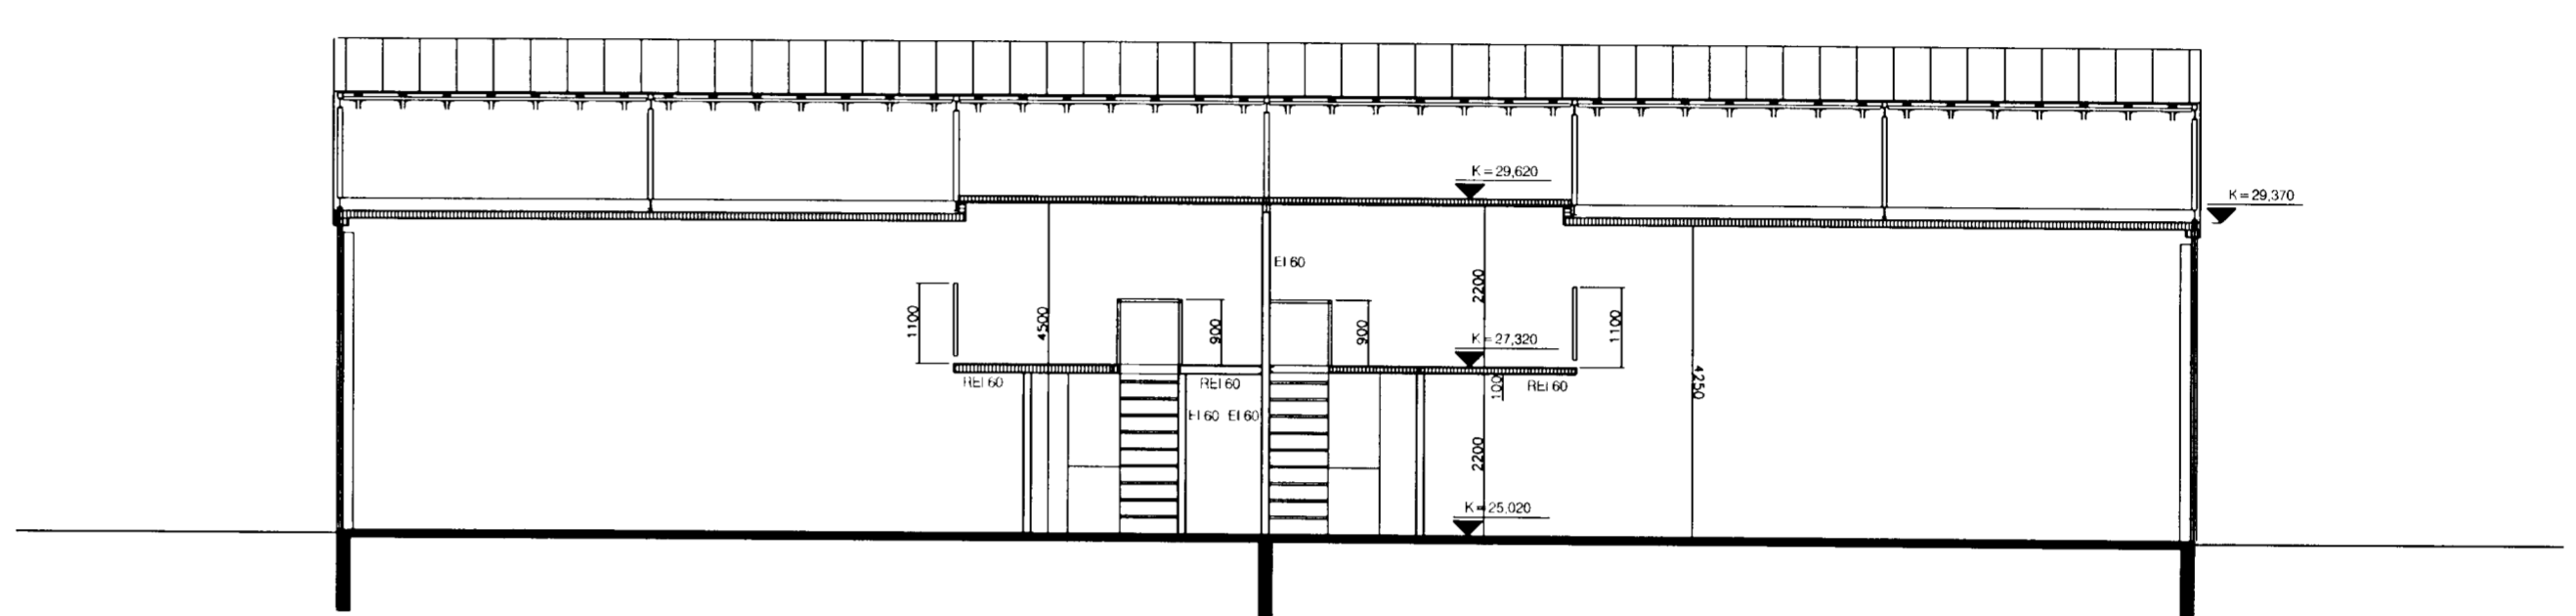 K=29,620
K=29,370
EI 60
2200
1100
4500
900
900
1100
K=27,320
REI 60
REI 60
100
REI 60
4250
EI 60 EI 60
2200
K=25,020